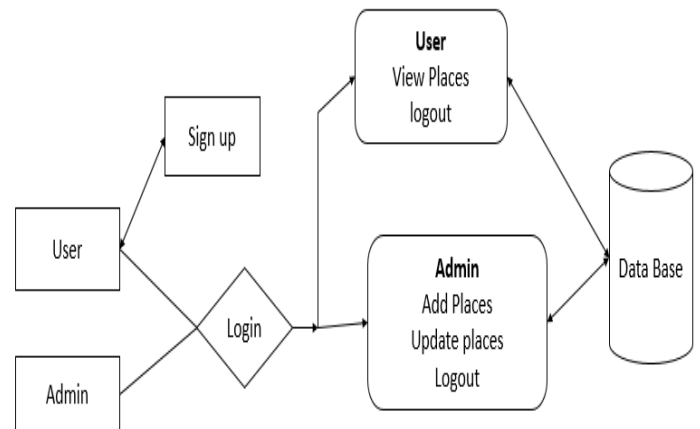 User
View Places
logout
Sign up
User
Login
Admin
Add Places
Update places
Logout
Data Base
Admin